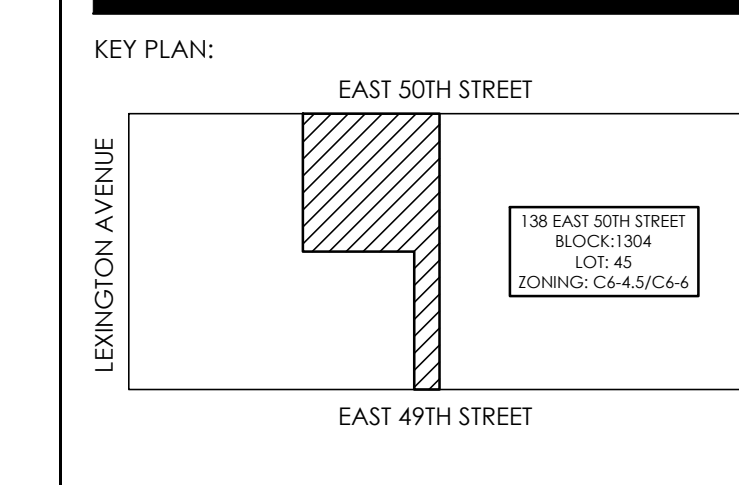 KEY PLAN:
EAST 50TH STREET
LEXINGTON AVENUE
138 EAST 50TH STREET
BLOCK:1304
LOT: 45
ZONING: C6-4.5/C6-6
EAST 49TH STREET